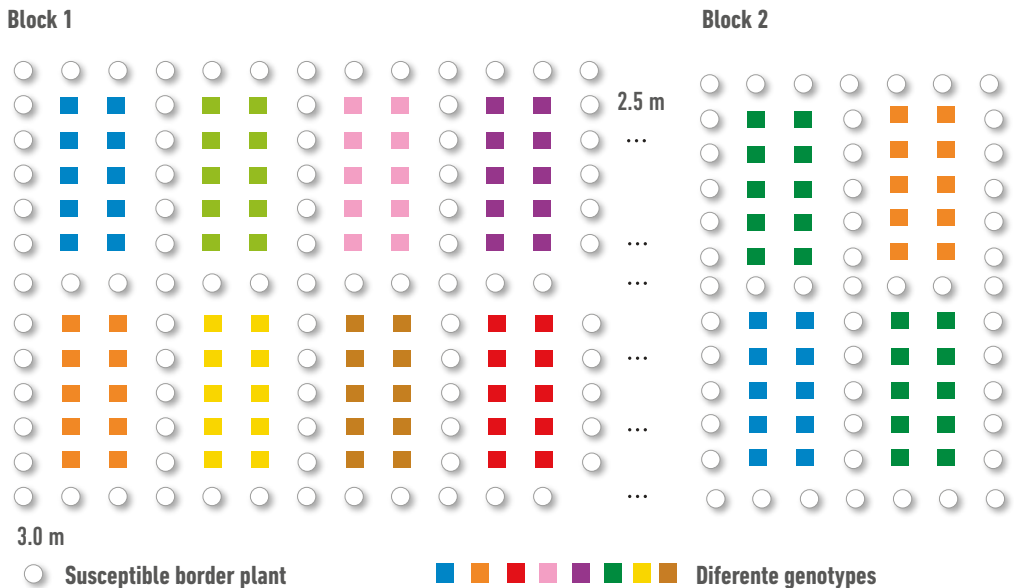 Block 1
Block 2
2.5 m
...
...
...
...
...
...
3.0 m
Susceptible border plant
Diferente genotypes